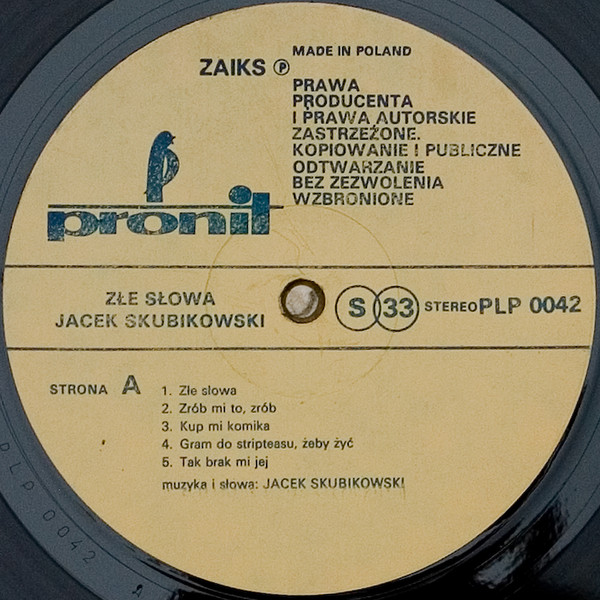 MADE IN POLAND
ZAIKS Ⓟ
PRAWA
PRODUCENTA
I PRAWA AUTORSKIE
ZASTRZEŻONE.
KOPIOWANIE I PUBLICZNE
ODTWARZANIE
BEZ ZEZWOLENIA
WZBRONIONE
pronit
ZŁE SŁOWA
JACEK SKUBIKOWSKI
S 33 STEREO PLP 0042
STRONA A
1. Złe słowa
2. Zrób mi to, zrób
3. Kup mi komika
4. Gram do stripteasu, żeby żyć
5. Tak brak mi jej
muzyka i słowa: JACEK SKUBIKOWSKI
PLP 0042 A